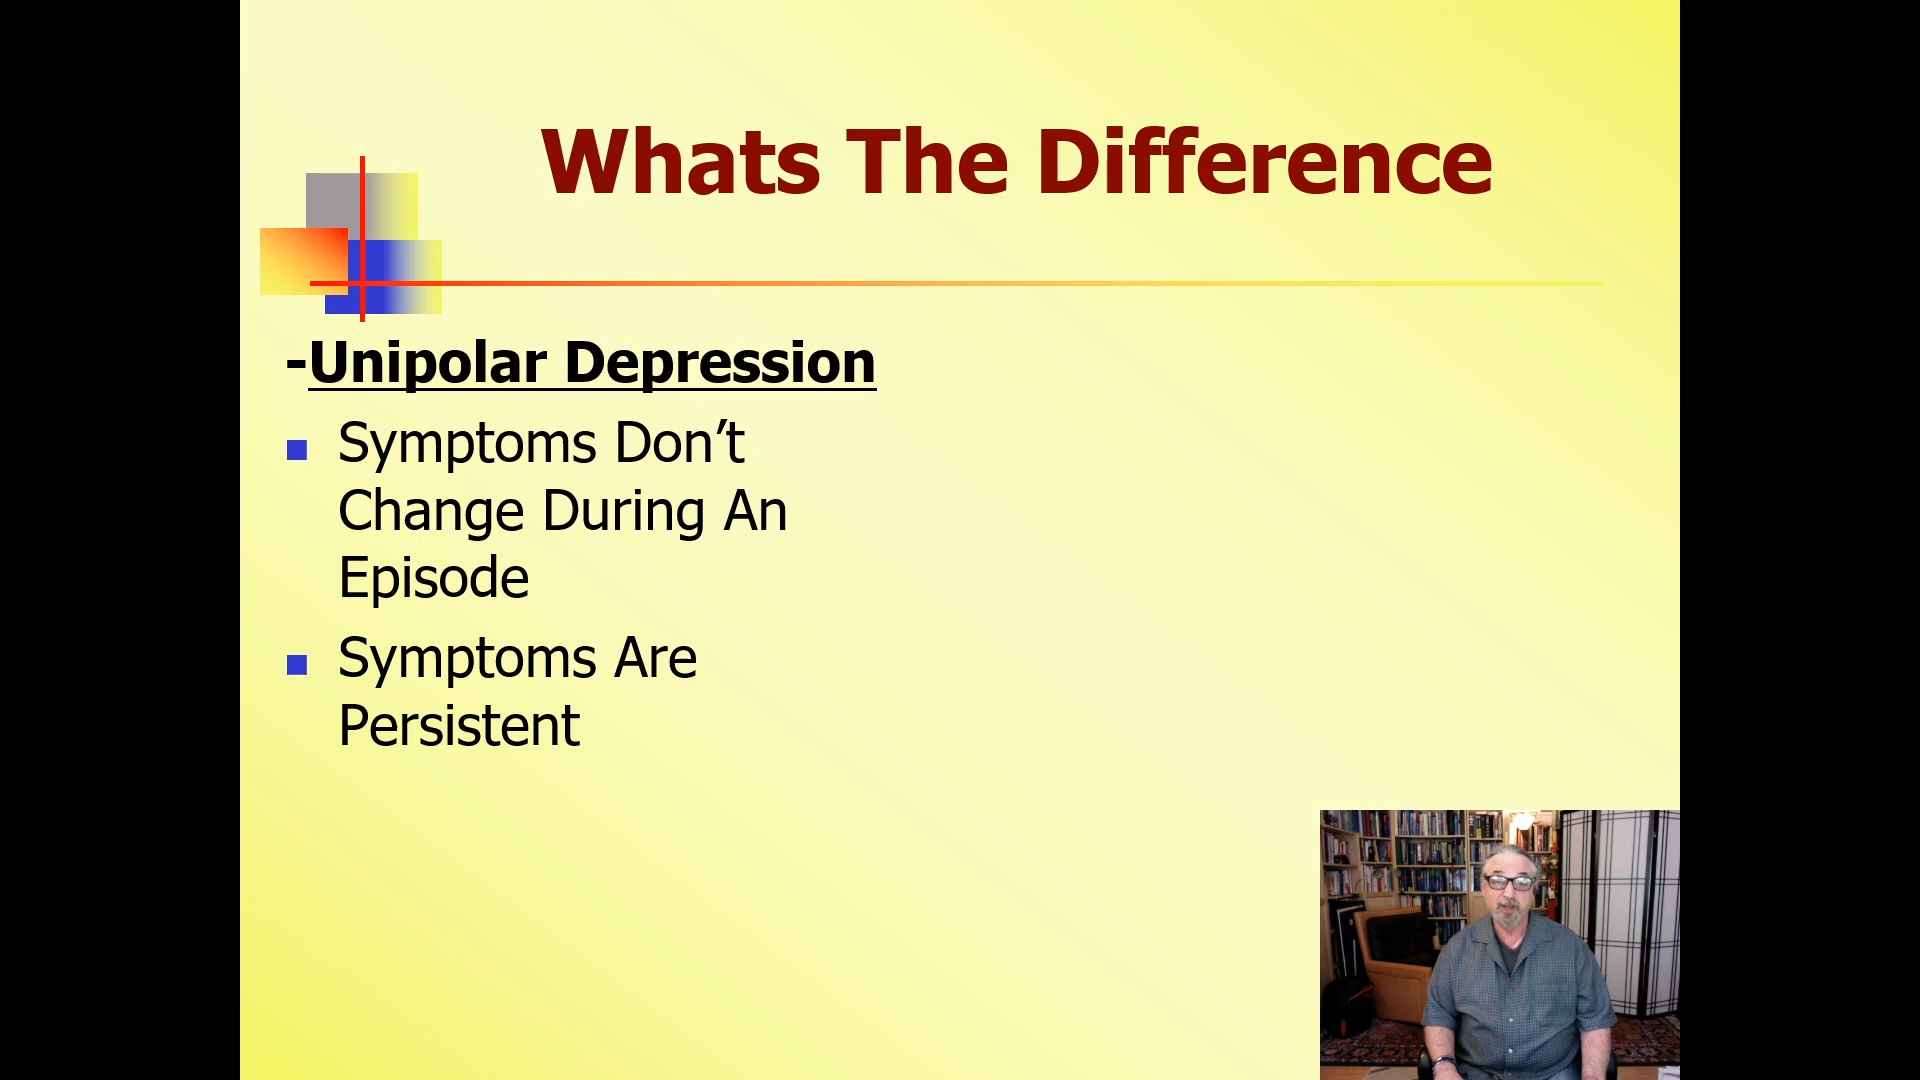 Whats The Difference
-Unipolar Depression
Symptoms Don’t
Change During An
Episode
Symptoms Are
Persistent